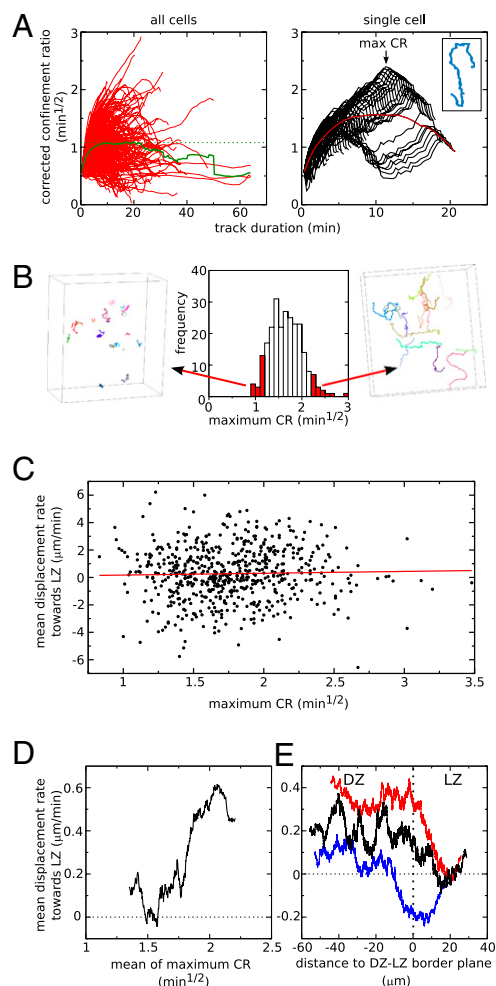 A
all cells
single cell
corrected confinement ratio
(min1/2)
3
2
1
0
0 20 40 60
max CR
0 10 20
track duration (min)
B
frequency
40
30
20
10
0
0 1 2 3
maximum CR (min1/2)
C
mean displacement rate
towards LZ (μm/min)
6
4
2
0
-2
-4
-6
1 1.5 2 2.5 3 3.5
maximum CR (min1/2)
D
mean displacement rate
towards LZ (μm/min)
0.6
0.4
0.2
0
1 1.5 2 2.5
mean of maximum CR
(min1/2)
E
DZ LZ
0.4
0.2
0
-0.2
-60 -40 -20 0 20 40
distance to DZ-LZ border plane
(μm)